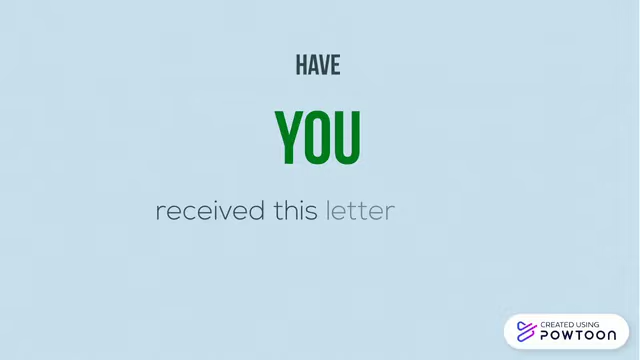 HAVE
YOU
received this letter
CREATED USING
POWTOON